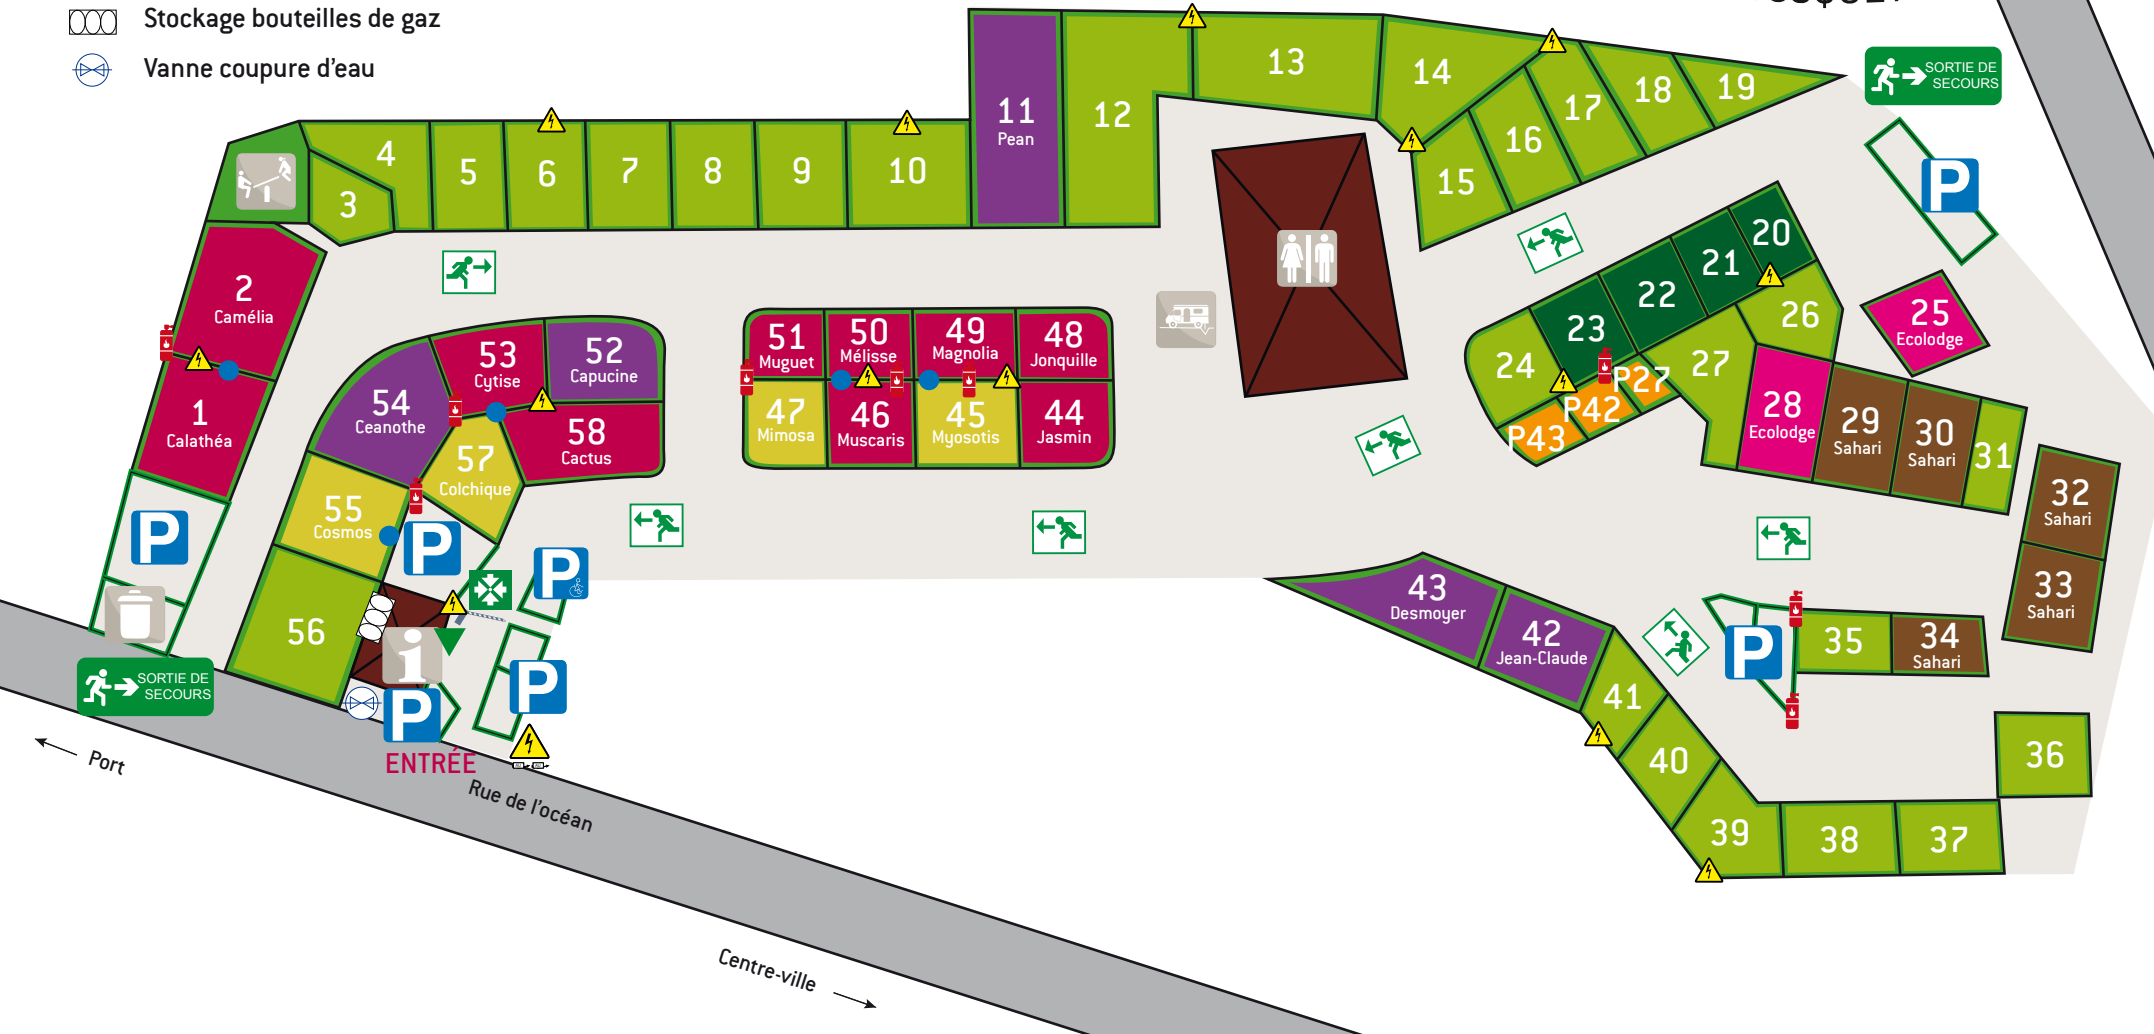 Stockage bouteilles de gaz
Vanne coupure d'eau
SORTIE DE
SECOURS
P
11
Pean
12
13
14
15
16
17
18
19
3
4
5
6
7
8
9
10
2
Camélia
1
Calathéa
P
54
Ceanothe
53
Cytise
52
Capucine
55
Cosmos
57
Colchique
58
Cactus
56
P
P
P
i
P
SORTIE DE
SECOURS
ENTRÉE
Port
Rue de l'océan
Centre-ville
51
Muguet
50
Mélisse
49
Magnolia
48
Jonquille
47
Mimosa
46
Muscaris
45
Myosotis
44
Jasmin
20
21
22
23
24
25
Ecolodge
26
27
P27
P42
P43
28
Ecolodge
29
Sahari
30
Sahari
31
32
Sahari
33
Sahari
43
Desmoyer
42
Jean-Claude
P
35
34
Sahari
41
40
39
38
37
36